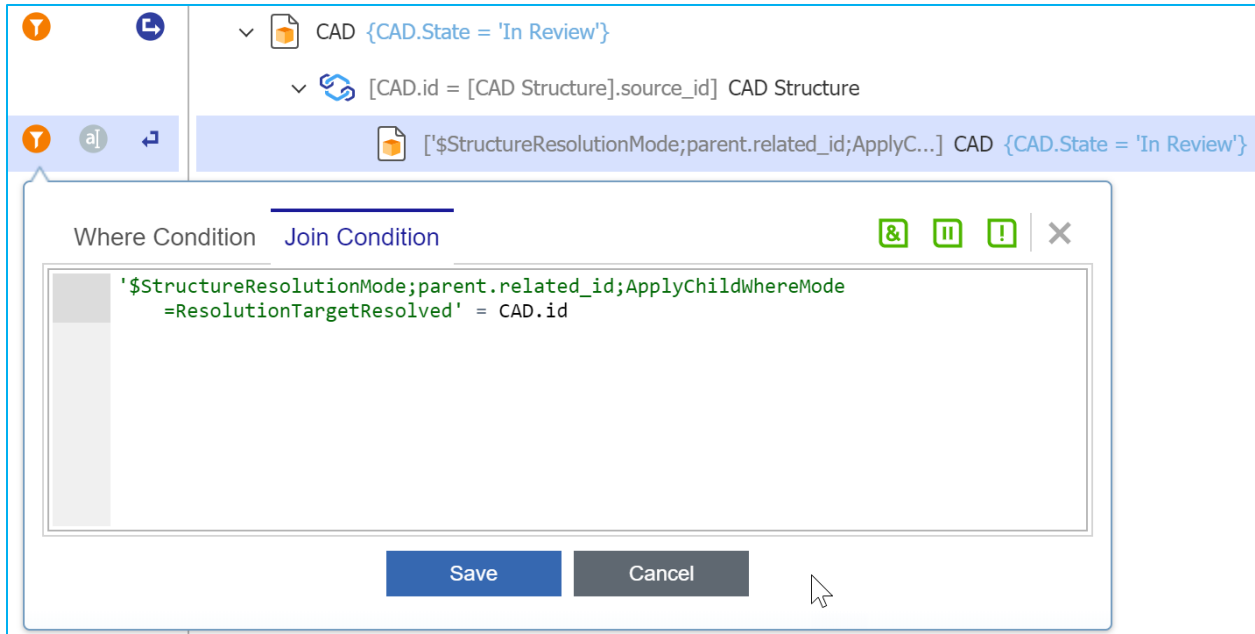 CAD {CAD.State = 'In Review'}
[CAD.id = [CAD Structure].source_id] CAD Structure
aI ['$StructureResolutionMode;parent.related_id;ApplyC...] CAD {CAD.State = 'In Review'}
Where Condition Join Condition & !
'$StructureResolutionMode;parent.related_id;ApplyChildWhereMode
=ResolutionTargetResolved' = CAD.id
Save Cancel